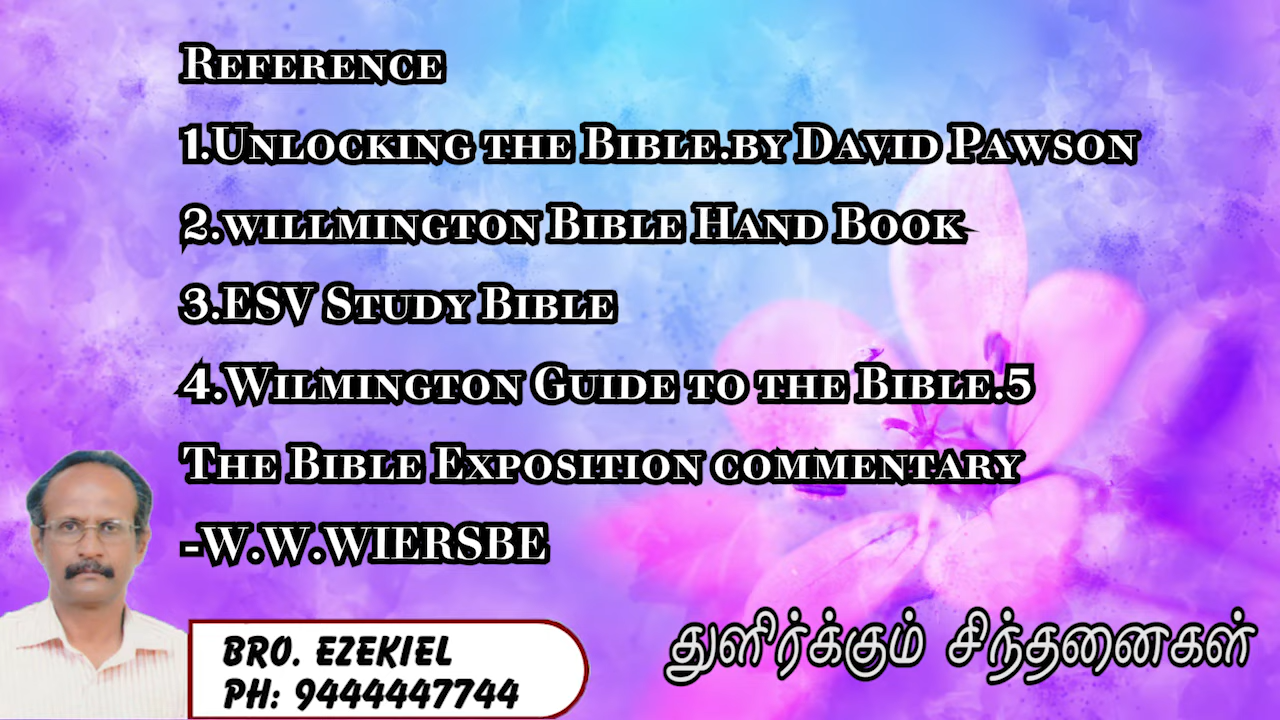 Reference
1.Unlocking the Bible.by David Pawson
2.willmington Bible Hand Book
3.ESV Study Bible
4.Wilmington Guide to the Bible.5
The Bible Exposition commentary
-W.W.WIERSBE
BRO. EZEKIEL
PH: 9444447744
துளிர்க்கும் சிந்தனைகள்